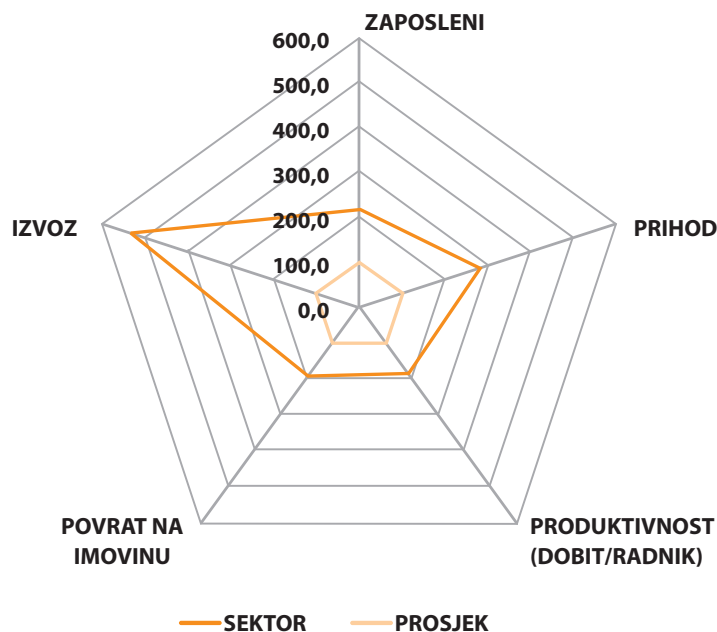 ZAPOSLENI
600,0
500,0
400,0
300,0
200,0
100,0
0,0
IZVOZ
PRIHOD
POVRAT NA
IMOVINU
PRODUKTIVNOST
(DOBIT/RADNIK)
SEKTOR
PROSJEK